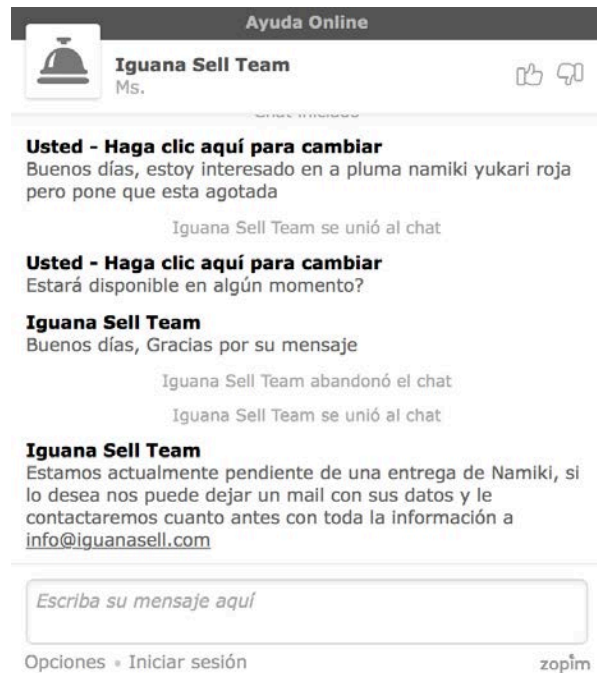 Ayuda Online
Iguana Sell Team
Ms.
Chat iniciado
Usted - Haga clic aquí para cambiar
Buenos días, estoy interesado en a pluma namiki yukari roja
pero pone que esta agotada
Iguana Sell Team se unió al chat
Usted - Haga clic aquí para cambiar
Estará disponible en algún momento?
Iguana Sell Team
Buenos días, Gracias por su mensaje
Iguana Sell Team abandonó el chat
Iguana Sell Team se unió al chat
Iguana Sell Team
Estamos actualmente pendiente de una entrega de Namiki, si
lo desea nos puede dejar un mail con sus datos y le
contactaremos cuanto antes con toda la información a
info@iguanasell.com
Escriba su mensaje aquí
Opciones • Iniciar sesión
zopim